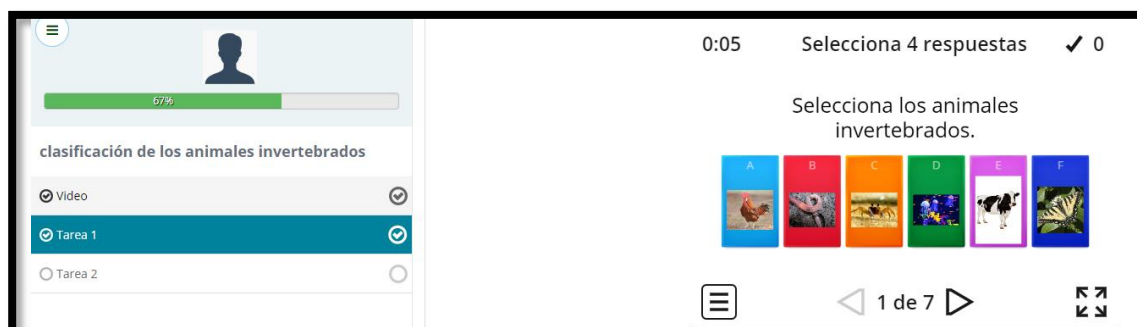 67%
clasificación de los animales invertebrados
Video
Tarea 1
Tarea 2
0:05 Selecciona 4 respuestas 0
Selecciona los animales
invertebrados.
A B C D E F
1 de 7